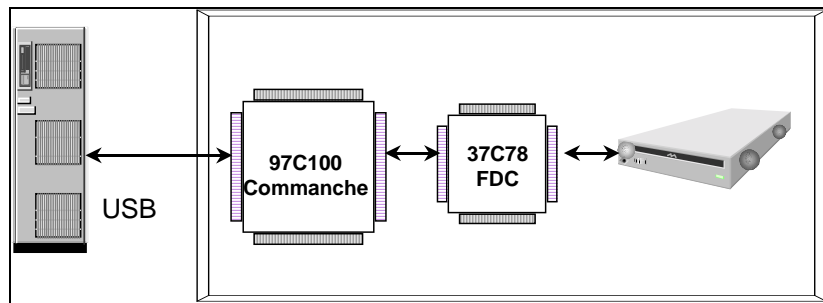 USB
97C100
Commanche
37C78
FDC